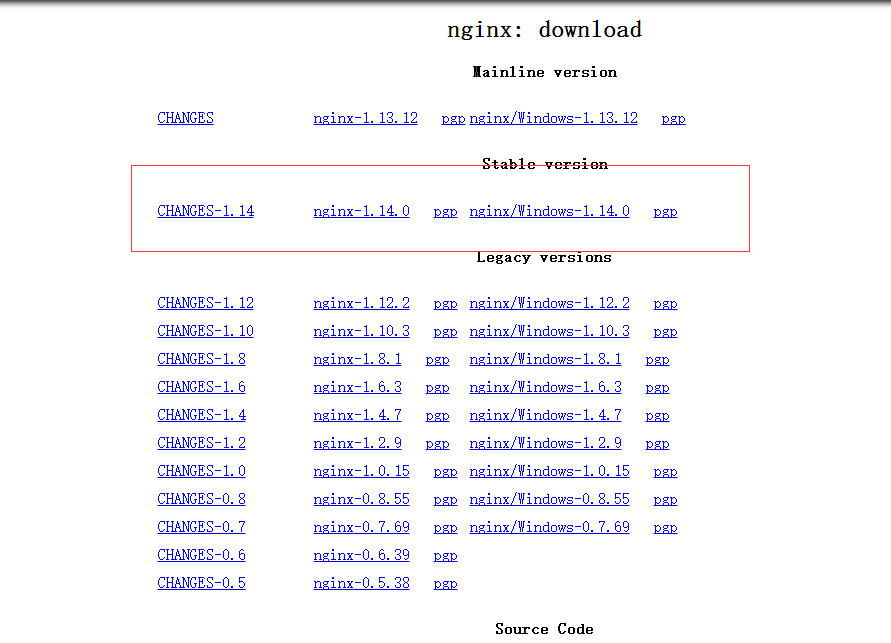 nginx: download
Mainline version
CHANGES nginx-1.13.12 pgp nginx/Windows-1.13.12 pgp
Stable version
CHANGES-1.14 nginx-1.14.0 pgp nginx/Windows-1.14.0 pgp
Legacy versions
CHANGES-1.12 nginx-1.12.2 pgp nginx/Windows-1.12.2 pgp
CHANGES-1.10 nginx-1.10.3 pgp nginx/Windows-1.10.3 pgp
CHANGES-1.8 nginx-1.8.1 pgp nginx/Windows-1.8.1 pgp
CHANGES-1.6 nginx-1.6.3 pgp nginx/Windows-1.6.3 pgp
CHANGES-1.4 nginx-1.4.7 pgp nginx/Windows-1.4.7 pgp
CHANGES-1.2 nginx-1.2.9 pgp nginx/Windows-1.2.9 pgp
CHANGES-1.0 nginx-1.0.15 pgp nginx/Windows-1.0.15 pgp
CHANGES-0.8 nginx-0.8.55 pgp nginx/Windows-0.8.55 pgp
CHANGES-0.7 nginx-0.7.69 pgp nginx/Windows-0.7.69 pgp
CHANGES-0.6 nginx-0.6.39 pgp
CHANGES-0.5 nginx-0.5.38 pgp
Source Code